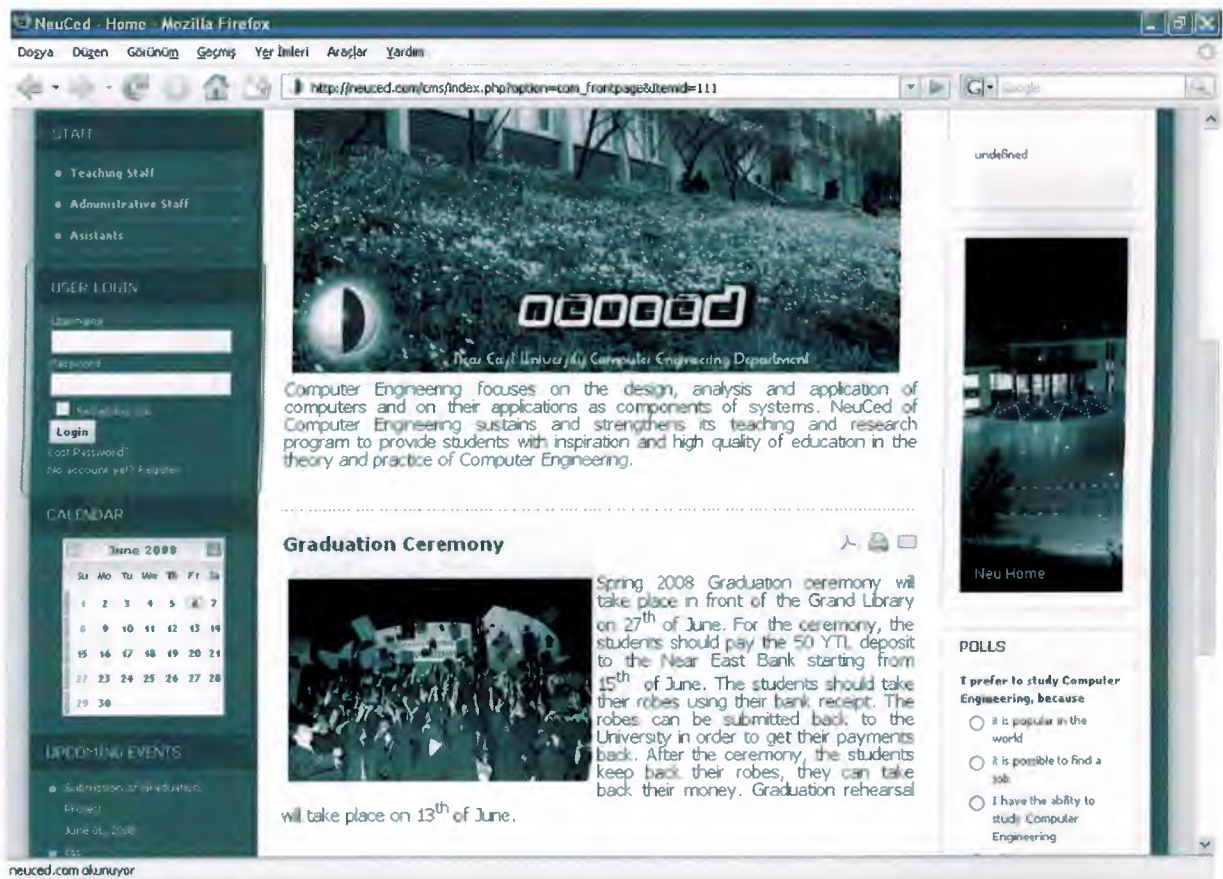 NeuCed - Home - Mozilla Firefox
Dosya Düzen Görünüm Geçmiş Yer İmleri Araçlar Yardım
http://neuced.com/cms/index.php?option=com_frontpage&Itemid=111
G Google
STAFF
Teaching Staff
Administrative Staff
Asistants
USER LOGIN
Username
Password
Remember me
Login
Lost Password?
No account yet? Register
CALENDAR
June 2008
Su Mo Tu We Th Fr Sa
1 2 3 4 5 6 7
8 9 10 11 12 13 14
15 16 17 18 19 20 21
22 23 24 25 26 27 28
29 30
UPCOMING EVENTS
Submission of Graduation
Project
June 06, 2008
neuced
Near East University Computer Engineering Department
Computer Engineering focuses on the design, analysis and application of
computers and on their applications as components of systems. NeuCed of
Computer Engineering sustains and strengthens its teaching and research
program to provide students with inspiration and high quality of education in the
theory and practice of Computer Engineering.
Graduation Ceremony
Spring 2008 Graduation ceremony will
take place in front of the Grand Library
on 27th of June. For the ceremony, the
students should pay the 50 YTL deposit
to the Near East Bank starting from
15th of June. The students should take
their robes using their bank receipt. The
robes can be submitted back to the
University in order to get their payments
back. After the ceremony, the students
keep back their robes, they can take
back their money. Graduation rehearsal
will take place on 13th of June.
undefined
Neu Home
POLLS
I prefer to study Computer
Engineering, because
it is popular in the
world
it is possible to find a
job
I have the ability to
study Computer
Engineering
neuced.com okunuyor